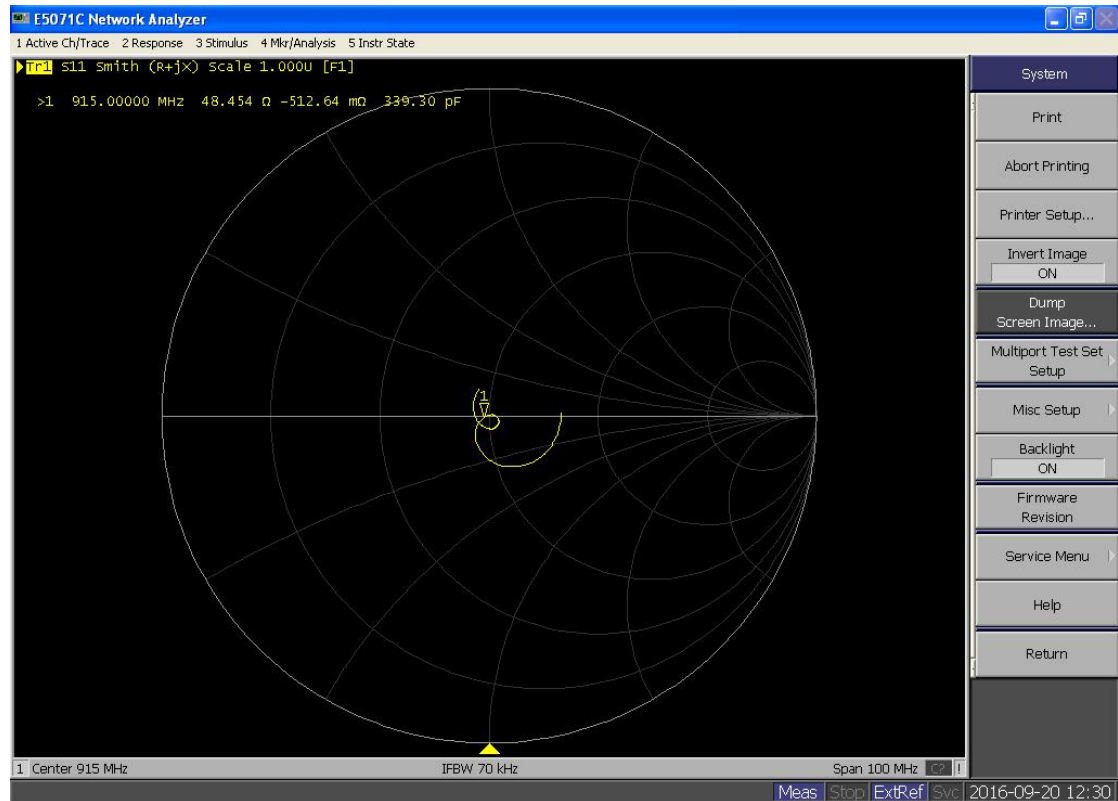 E5071C Network Analyzer
1 Active Ch/Trace 2 Response 3 Stimulus 4 Mkr/Analysis 5 Instr State
Tr1 S11 Smith (R+jX) Scale 1.000U [F1]
>1 915.00000 MHz 48.454 Ω -512.64 mΩ 339.30 pF
1
System
Print
Abort Printing
Printer Setup...
Invert Image
ON
Dump
Screen Image...
Multiport Test Set
Setup
Misc Setup
Backlight
ON
Firmware
Revision
Service Menu
Help
Return
1 Center 915 MHz IFBW 70 kHz Span 100 MHz C? !
Meas Stop ExtRef Svc 2016-09-20 12:30